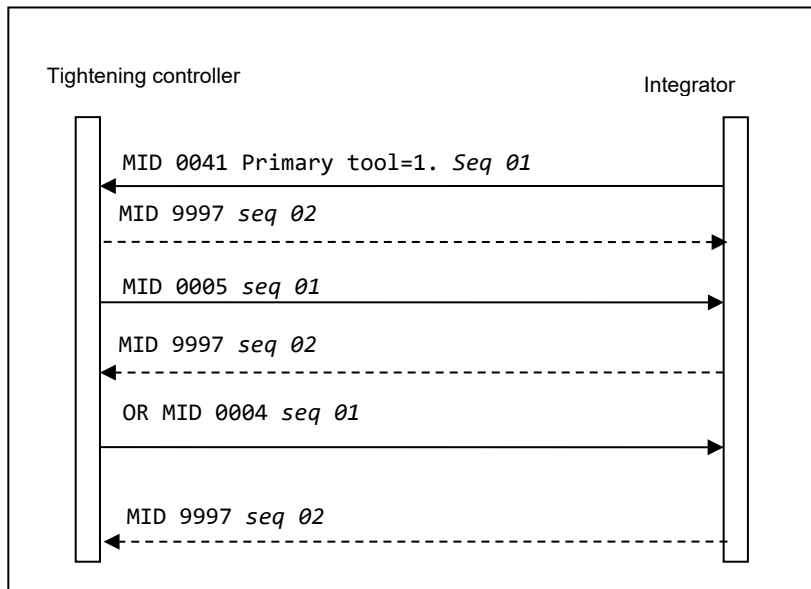 Tightening controller
Integrator
MID 0041 Primary tool=1. Seq 01
MID 9997 seq 02
MID 0005 seq 01
MID 9997 seq 02
OR MID 0004 seq 01
MID 9997 seq 02